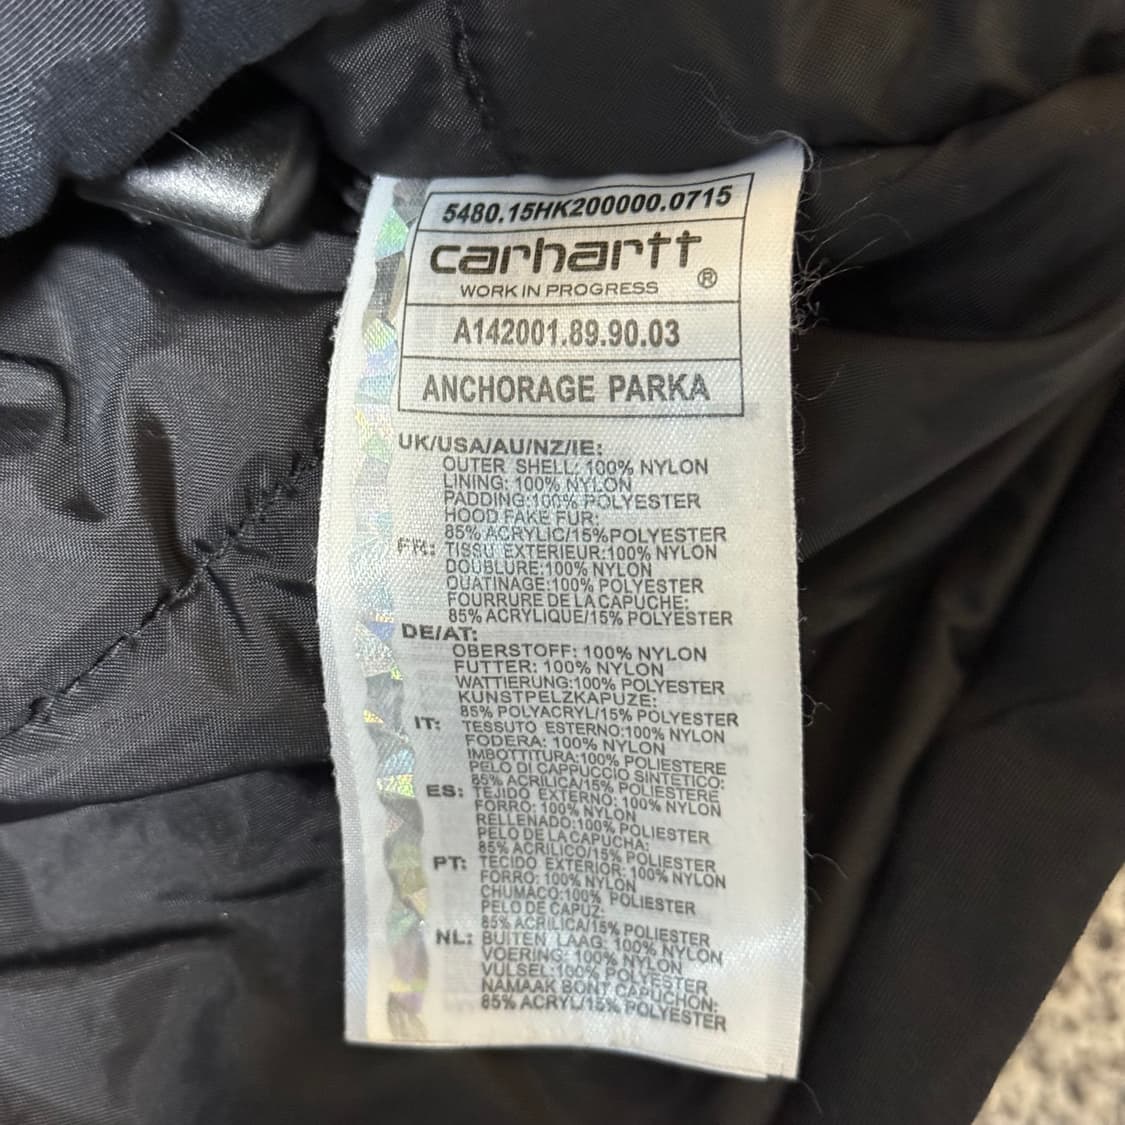 5480.15HK200000.0715
carhartt®
WORK IN PROGRESS
A142001.89.90.03
ANCHORAGE PARKA
UK/USA/AU/NZ/IE:
OUTER SHELL: 100% NYLON
LINING: 100% NYLON
PADDING:100% POLYESTER
HOOD FAKE FUR:
85% ACRYLIC/15%POLYESTER
FR: TISSU EXTERIEUR:100% NYLON
DOUBLURE:100% NYLON
OUATINAGE:100% POLYESTER
FOURRURE DE LA CAPUCHE:
85% ACRYLIQUE/15% POLYESTER
DE/AT:
OBERSTOFF: 100% NYLON
FUTTER: 100% NYLON
WATTIERUNG:100% POLYESTER
KUNSTPELZKAPUZE:
85% POLYACRYL/15% POLYESTER
IT: TESSUTO ESTERNO:100% NYLON
FODERA: 100% NYLON
IMBOTTITURA:100% POLIESTERE
PELO DI CAPPUCCIO SINTETICO:
85% ACRILICA/15% POLIESTERE
ES: TEJIDO EXTERNO: 100% NYLON
FORRO: 100% NYLON
RELLENADO:100% POLIESTER
PELO DE LA CAPUCHA:
85% ACRILICO/15% POLIESTER
PT: TECIDO EXTERIOR: 100% NYLON
FORRO: 100% NYLON
CHUMACO:100% POLIESTER
PELO DE CAPUZ:
85% ACRILICA/15% POLIESTER
NL: BUITEN LAAG: 100% NYLON
VOERING: 100% NYLON
VULSEL:100% POLYESTER
NAMAAK BONT CAPUCHON:
85% ACRYL/15% POLYESTER